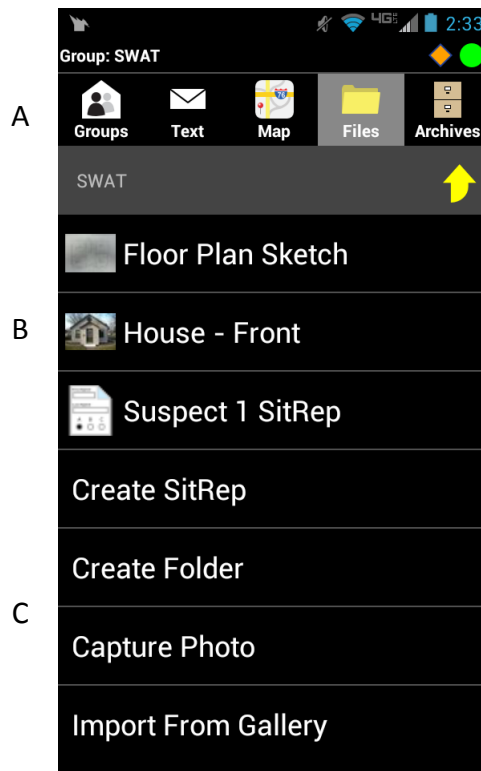 4G 2:33
Group: SWAT
A
Groups Text Map Files Archives
SWAT
Floor Plan Sketch
B
House - Front
Suspect 1 SitRep
Create SitRep
Create Folder
C
Capture Photo
Import From Gallery